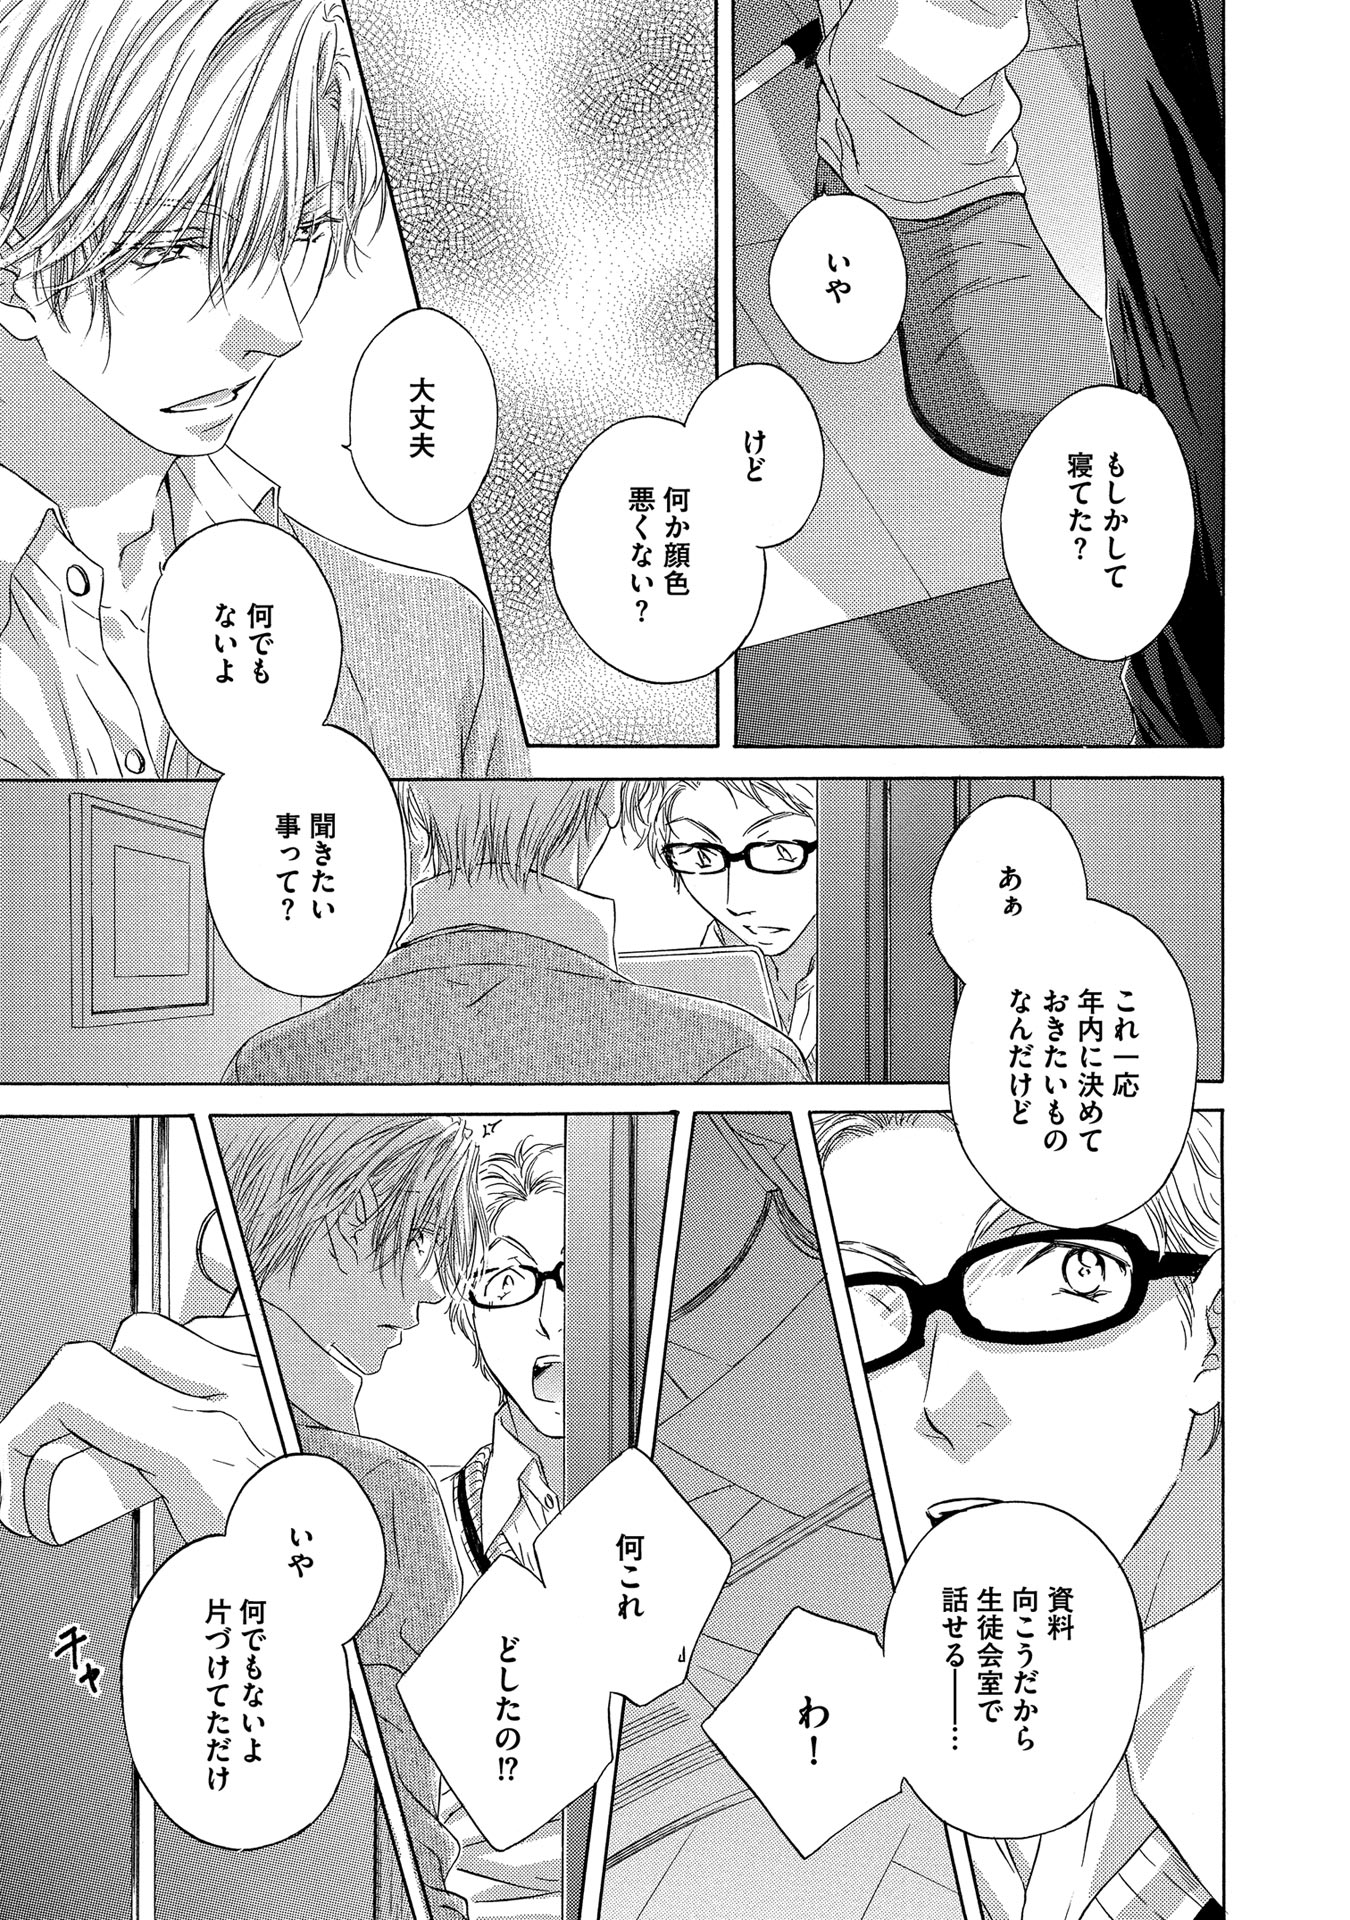 もしかして
寝てた？
いや
けど
何か顔色
悪くない？
大丈夫
何でも
ないよ
聞きたい
事って？
あぁ
これ一応
年内に決めて
おきたいもの
なんだけど
資料
向こうだから
生徒会室で
話せる――…
わ！
何これ
どしたの!?
いや
何でもないよ
片づけてただけ
チャ